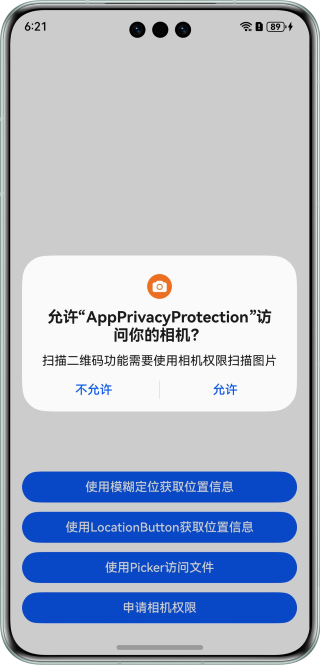 6:21
89
允许“AppPrivacyProtection”访
问你的相机？
扫描二维码功能需要使用相机权限扫描图片
不允许
允许
使用模糊定位获取位置信息
使用LocationButton获取位置信息
使用Picker访问文件
申请相机权限